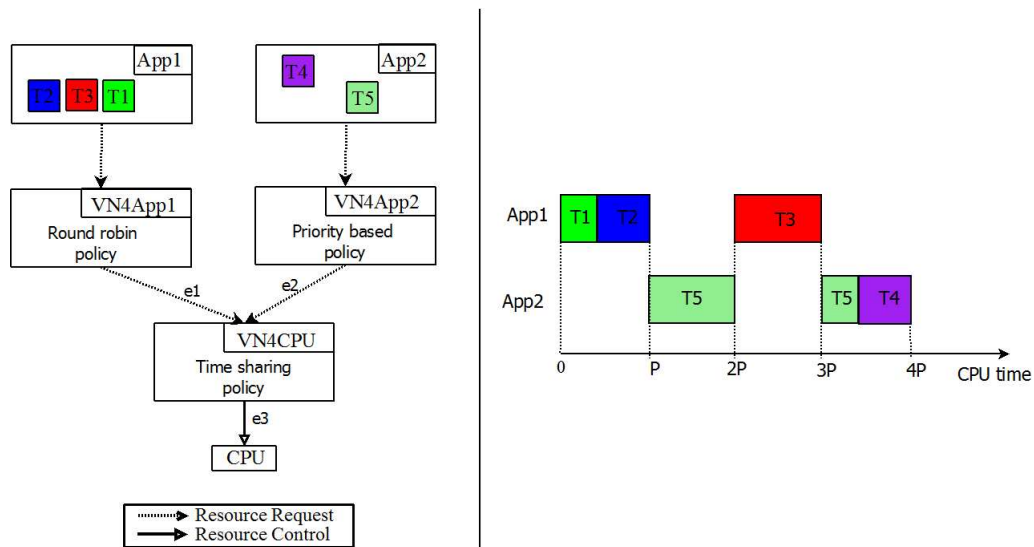 App1
T2
T3
T1
App2
T4
T5
VN4App1
Round robin
policy
VN4App2
Priority based
policy
e1
e2
VN4CPU
Time sharing
policy
e3
CPU
Resource Request
Resource Control
App1
T1
T2
T3
App2
T5
T5
T4
0
P
2P
3P
4P
CPU time